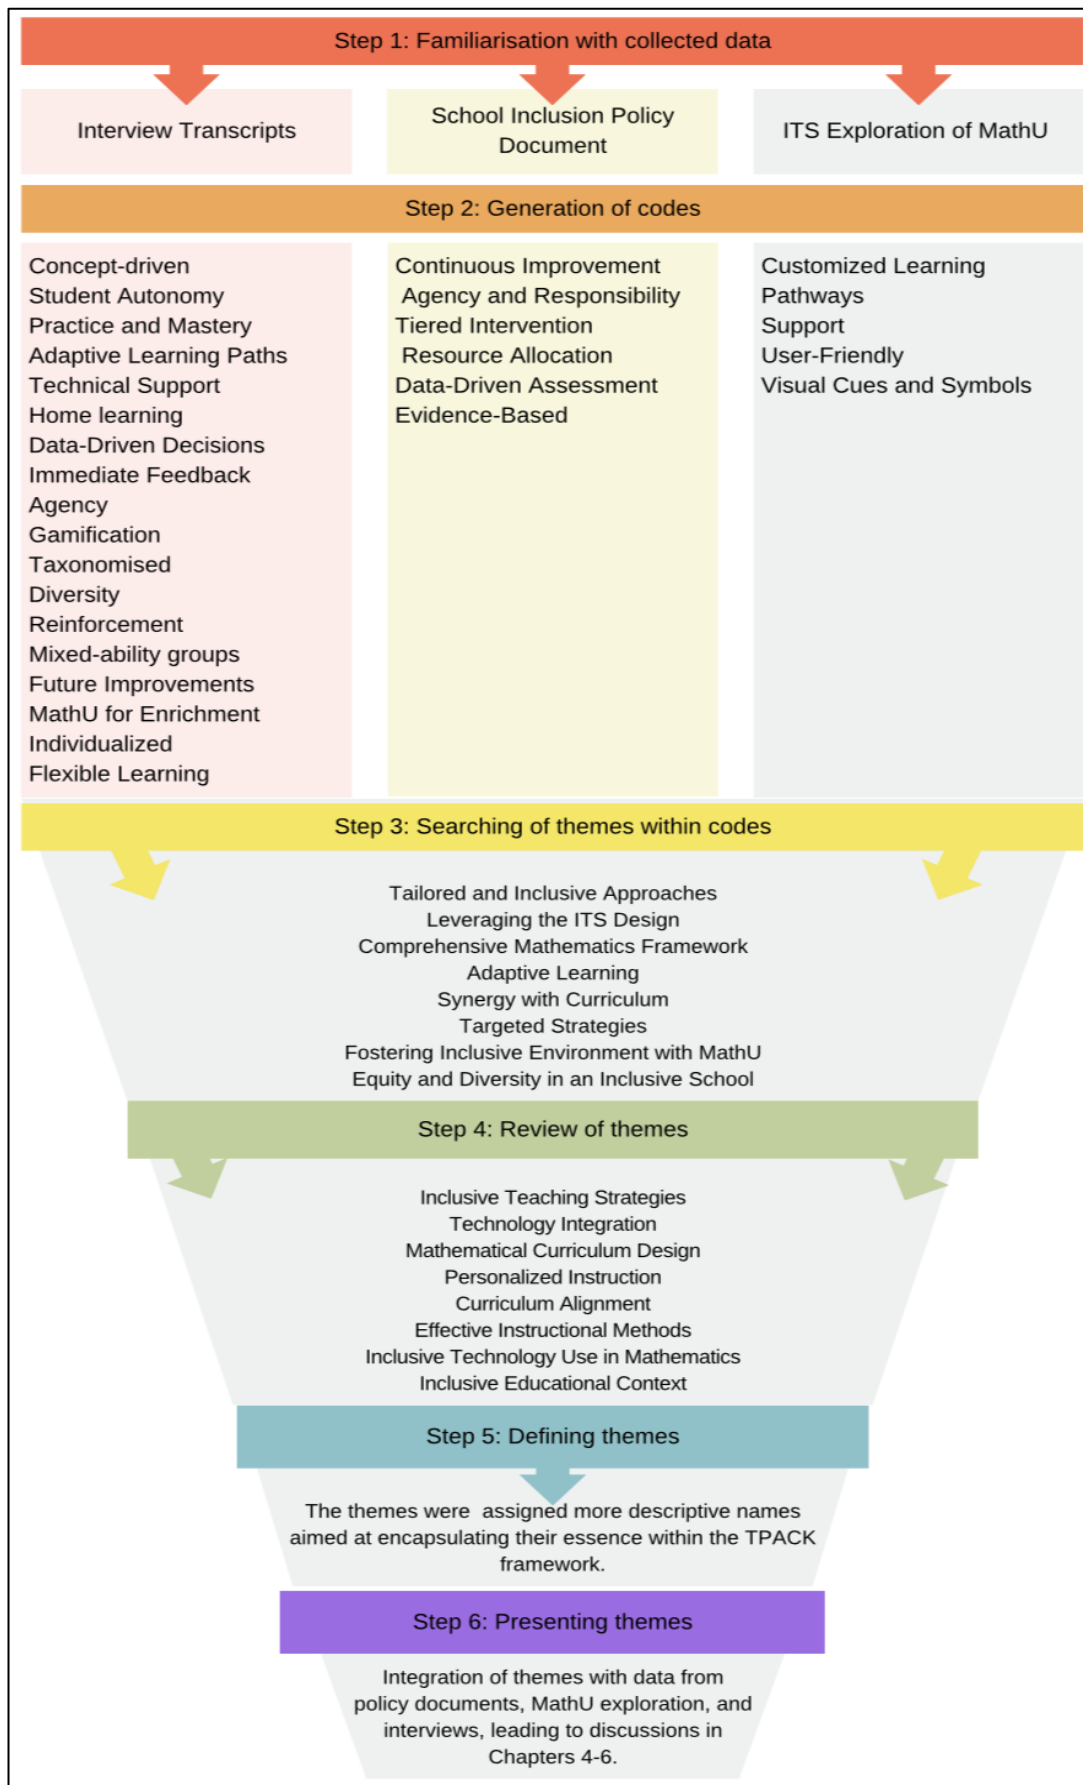 Step 1: Familiarisation with collected data
Interview Transcripts
School Inclusion Policy
Document
ITS Exploration of MathU
Step 2: Generation of codes
Concept-driven
Student Autonomy
Practice and Mastery
Adaptive Learning Paths
Technical Support
Home learning
Data-Driven Decisions
Immediate Feedback
Agency
Gamification
Taxonomised
Diversity
Reinforcement
Mixed-ability groups
Future Improvements
MathU for Enrichment
Individualized
Flexible Learning
Continuous Improvement
Agency and Responsibility
Tiered Intervention
Resource Allocation
Data-Driven Assessment
Evidence-Based
Customized Learning
Pathways
Support
User-Friendly
Visual Cues and Symbols
Step 3: Searching of themes within codes
Tailored and Inclusive Approaches
Leveraging the ITS Design
Comprehensive Mathematics Framework
Adaptive Learning
Synergy with Curriculum
Targeted Strategies
Fostering Inclusive Environment with MathU
Equity and Diversity in an Inclusive School
Step 4: Review of themes
Inclusive Teaching Strategies
Technology Integration
Mathematical Curriculum Design
Personalized Instruction
Curriculum Alignment
Effective Instructional Methods
Inclusive Technology Use in Mathematics
Inclusive Educational Context
Step 5: Defining themes
The themes were assigned more descriptive names
aimed at encapsulating their essence within the TPACK
framework.
Step 6: Presenting themes
Integration of themes with data from
policy documents, MathU exploration, and
interviews, leading to discussions in
Chapters 4-6.